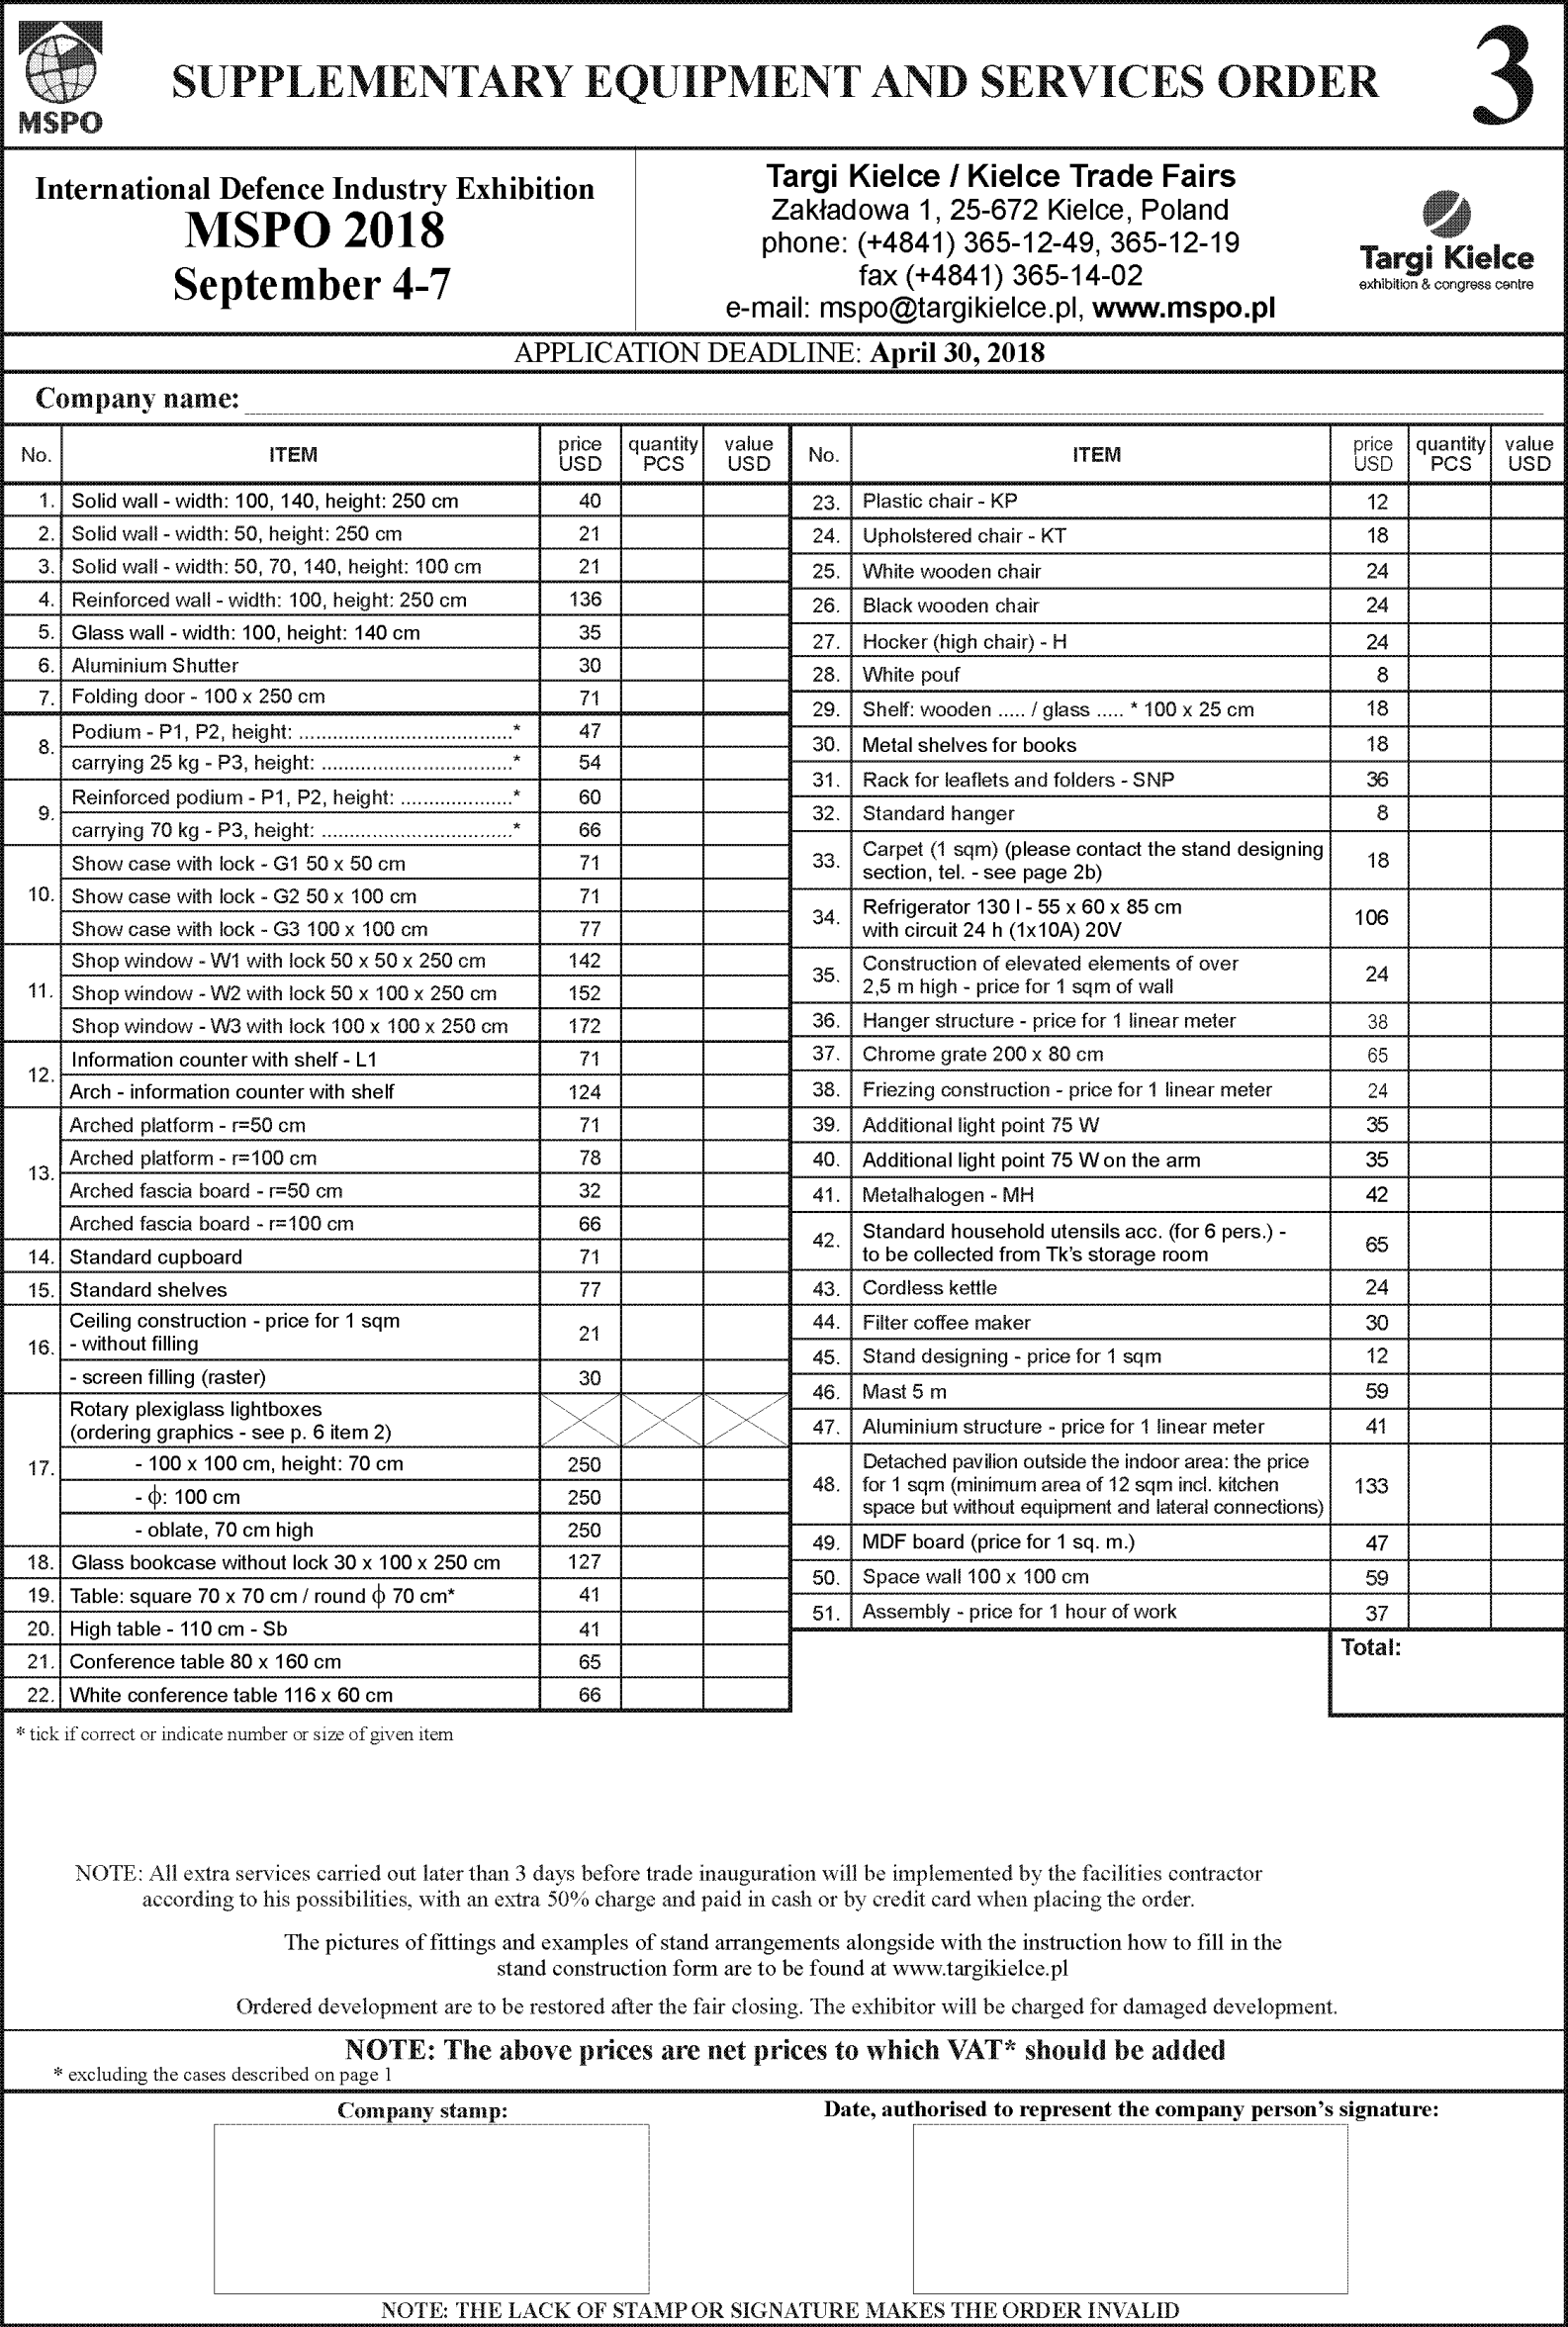 MSPO
SUPPLEMENTARY EQUIPMENT AND SERVICES ORDER
3
International Defence Industry Exhibition
MSPO 2018
September 4-7
Targi Kielce / Kielce Trade Fairs
Zakładowa 1, 25-672 Kielce, Poland
phone: (+4841) 365-12-49, 365-12-19
fax (+4841) 365-14-02
e-mail: mspo@targikielce.pl, www.mspo.pl
Targi Kielce
exhibition & congress centre
APPLICATION DEADLINE: April 30, 2018
Company name:
No. ITEM price USD quantity PCS value USD
1. Solid wall - width: 100, 140, height: 250 cm 40
2. Solid wall - width: 50, height: 250 cm 21
3. Solid wall - width: 50, 70, 140, height: 100 cm 21
4. Reinforced wall - width: 100, height: 250 cm 136
5. Glass wall - width: 100, height: 140 cm 35
6. Aluminium Shutter 30
7. Folding door - 100 x 250 cm 71
8. Podium - P1, P2, height: ......................................* 47
carrying 25 kg - P3, height: ..................................* 54
9. Reinforced podium - P1, P2, height: ....................* 60
carrying 70 kg - P3, height: ..................................* 66
10. Show case with lock - G1 50 x 50 cm 71
Show case with lock - G2 50 x 100 cm 71
Show case with lock - G3 100 x 100 cm 77
11. Shop window - W1 with lock 50 x 50 x 250 cm 142
Shop window - W2 with lock 50 x 100 x 250 cm 152
Shop window - W3 with lock 100 x 100 x 250 cm 172
12. Information counter with shelf - L1 71
Arch - information counter with shelf 124
13. Arched platform - r=50 cm 71
Arched platform - r=100 cm 78
Arched fascia board - r=50 cm 32
Arched fascia board - r=100 cm 66
14. Standard cupboard 71
15. Standard shelves 77
16. Ceiling construction - price for 1 sqm
- without filling 21
- screen filling (raster) 30
17. Rotary plexiglass lightboxes
(ordering graphics - see p. 6 item 2)
- 100 x 100 cm, height: 70 cm 250
- ϕ: 100 cm 250
- oblate, 70 cm high 250
18. Glass bookcase without lock 30 x 100 x 250 cm 127
19. Table: square 70 x 70 cm / round ϕ 70 cm* 41
20. High table - 110 cm - Sb 41
21. Conference table 80 x 160 cm 65
22. White conference table 116 x 60 cm 66
No. ITEM price USD quantity PCS value USD
23. Plastic chair - KP 12
24. Upholstered chair - KT 18
25. White wooden chair 24
26. Black wooden chair 24
27. Hocker (high chair) - H 24
28. White pouf 8
29. Shelf: wooden ..... / glass ..... * 100 x 25 cm 18
30. Metal shelves for books 18
31. Rack for leaflets and folders - SNP 36
32. Standard hanger 8
33. Carpet (1 sqm) (please contact the stand designing
section, tel. - see page 2b) 18
34. Refrigerator 130 l - 55 x 60 x 85 cm
with circuit 24 h (1x10A) 20V 106
35. Construction of elevated elements of over
2,5 m high - price for 1 sqm of wall 24
36. Hanger structure - price for 1 linear meter 38
37. Chrome grate 200 x 80 cm 65
38. Friezing construction - price for 1 linear meter 24
39. Additional light point 75 W 35
40. Additional light point 75 W on the arm 35
41. Metalhalogen - MH 42
42. Standard household utensils acc. (for 6 pers.) -
to be collected from Tk's storage room 65
43. Cordless kettle 24
44. Filter coffee maker 30
45. Stand designing - price for 1 sqm 12
46. Mast 5 m 59
47. Aluminium structure - price for 1 linear meter 41
48. Detached pavilion outside the indoor area: the price
for 1 sqm (minimum area of 12 sqm incl. kitchen
space but without equipment and lateral connections) 133
49. MDF board (price for 1 sq. m.) 47
50. Space wall 100 x 100 cm 59
51. Assembly - price for 1 hour of work 37
Total:
* tick if correct or indicate number or size of given item
NOTE: All extra services carried out later than 3 days before trade inauguration will be implemented by the facilities contractor
according to his possibilities, with an extra 50% charge and paid in cash or by credit card when placing the order.
The pictures of fittings and examples of stand arrangements alongside with the instruction how to fill in the
stand construction form are to be found at www.targikielce.pl
Ordered development are to be restored after the fair closing. The exhibitor will be charged for damaged development.
NOTE: The above prices are net prices to which VAT* should be added
* excluding the cases described on page 1
Company stamp:
Date, authorised to represent the company person's signature:
NOTE: THE LACK OF STAMP OR SIGNATURE MAKES THE ORDER INVALID